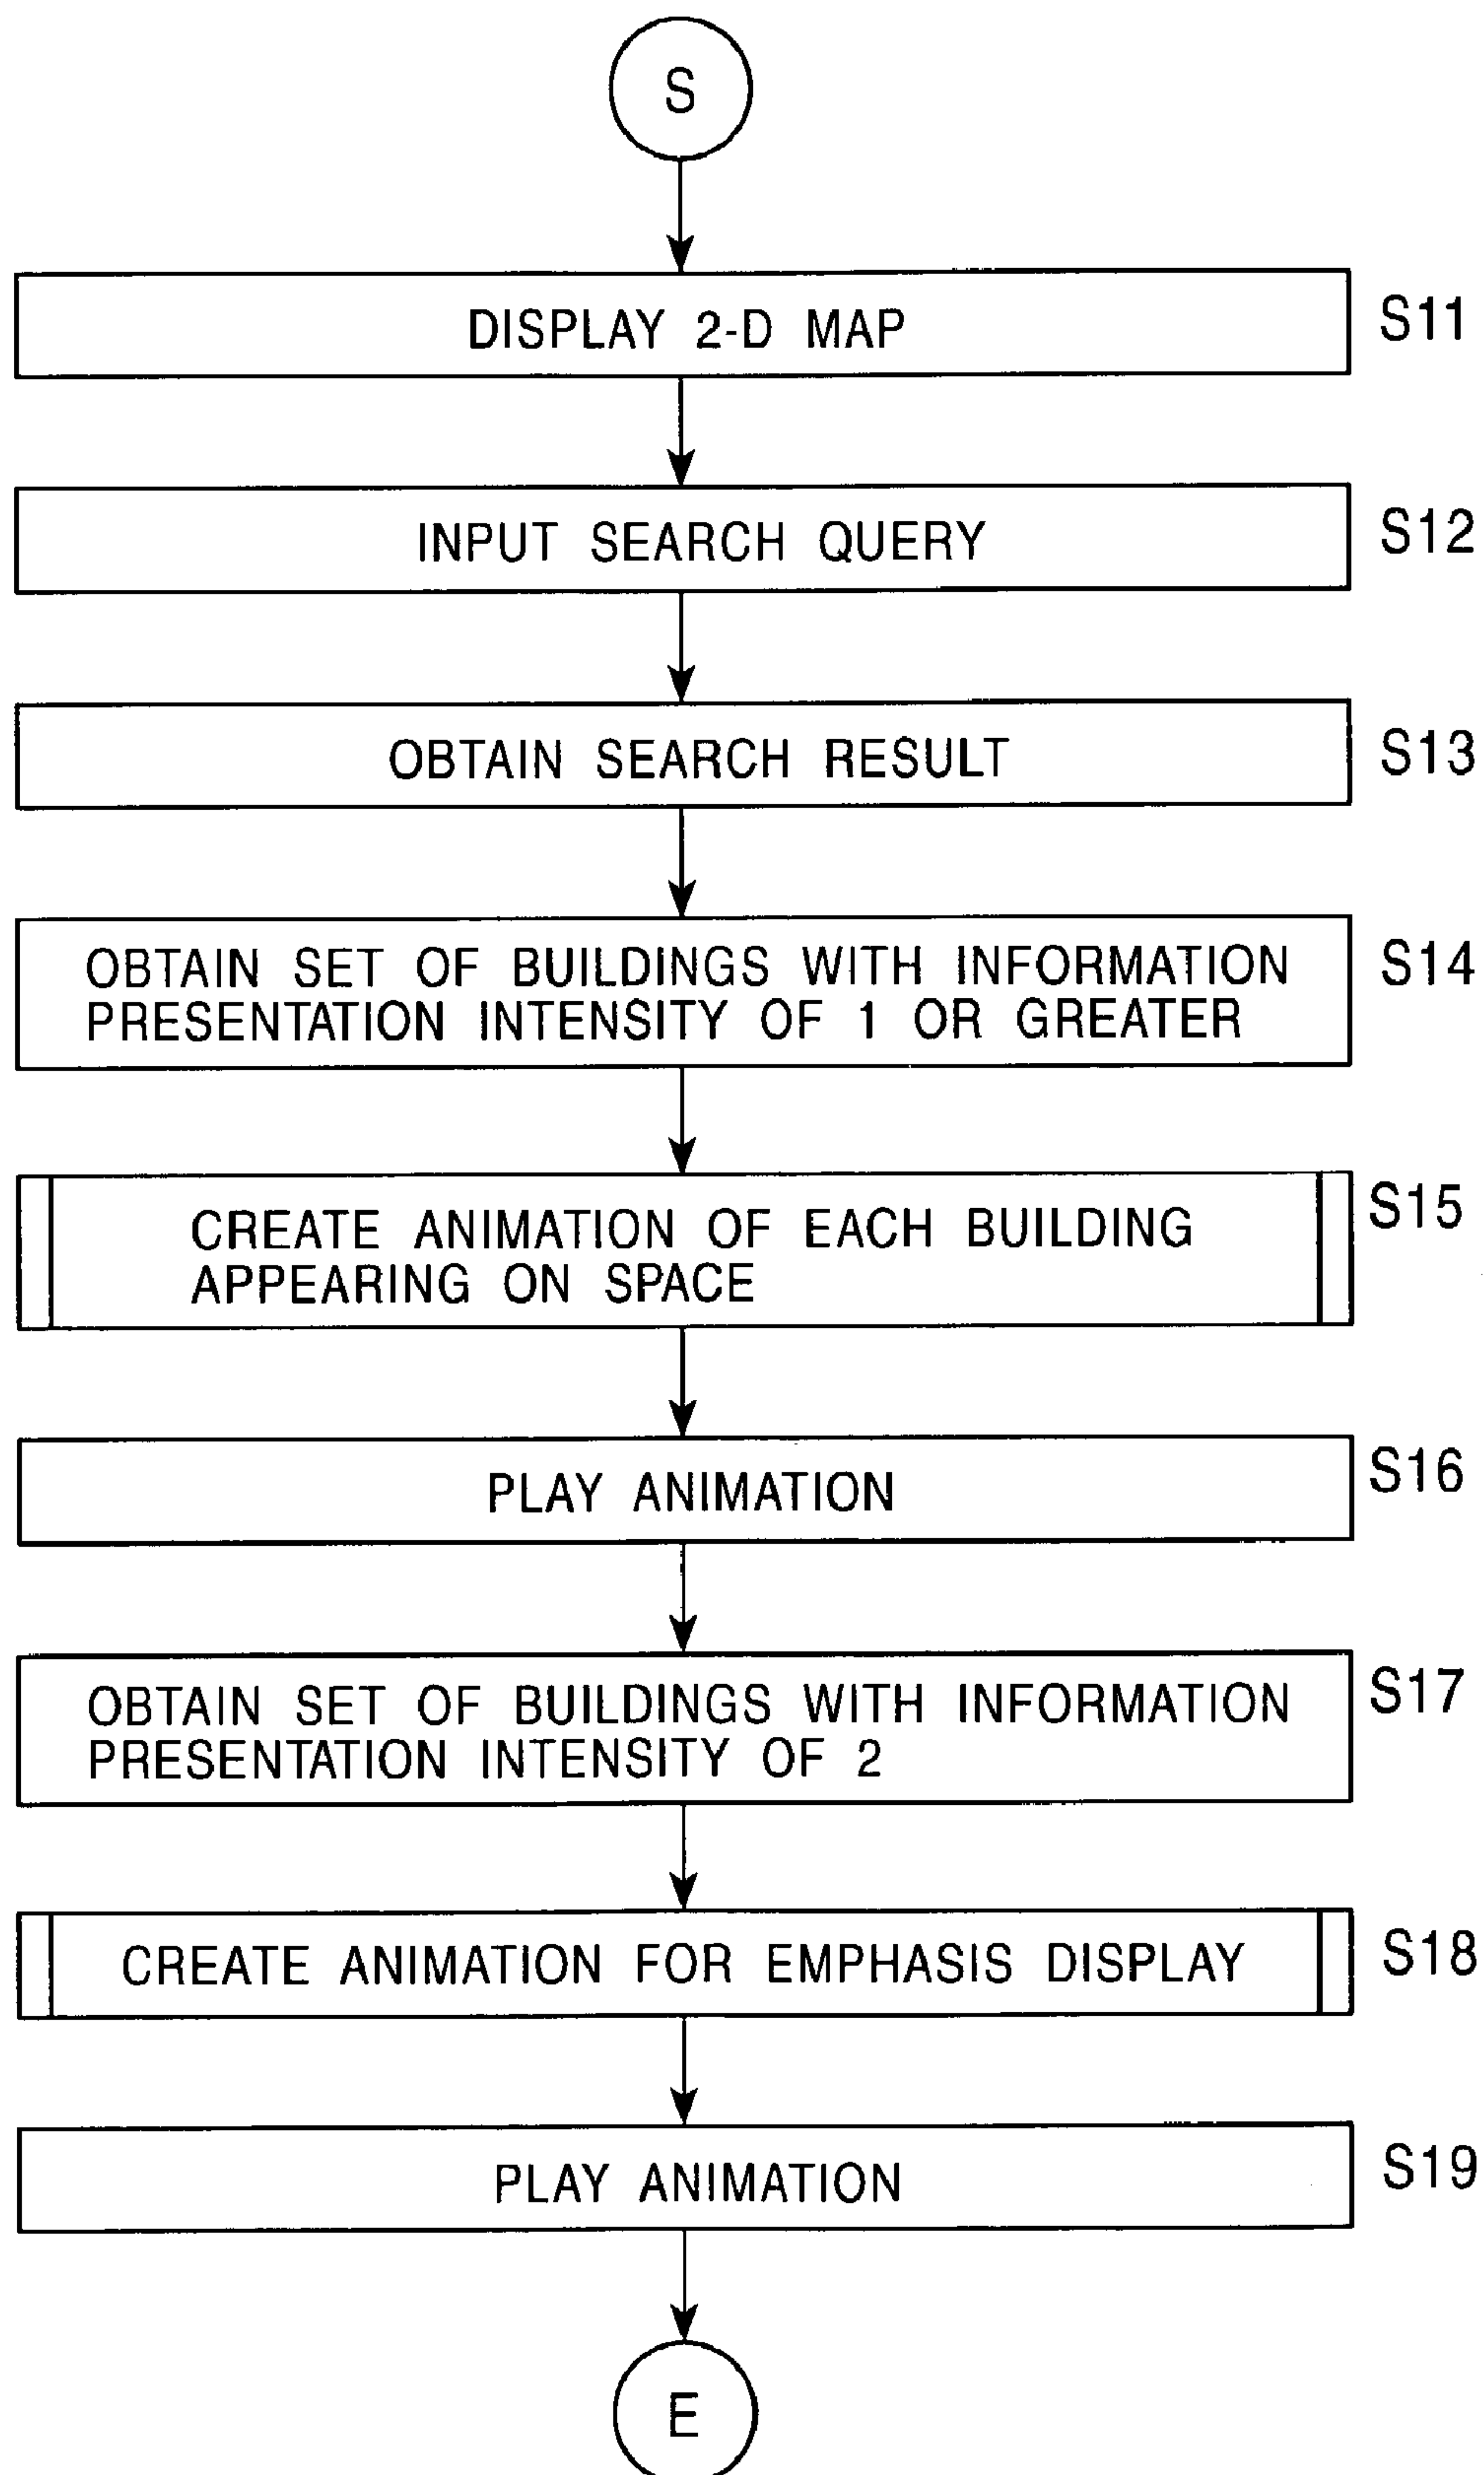 S
DISPLAY 2-D MAP
S11
INPUT SEARCH QUERY
S12
OBTAIN SEARCH RESULT
S13
OBTAIN SET OF BUILDINGS WITH INFORMATION
PRESENTATION INTENSITY OF 1 OR GREATER
S14
CREATE ANIMATION OF EACH BUILDING
APPEARING ON SPACE
S15
PLAY ANIMATION
S16
OBTAIN SET OF BUILDINGS WITH INFORMATION
PRESENTATION INTENSITY OF 2
S17
CREATE ANIMATION FOR EMPHASIS DISPLAY
S18
PLAY ANIMATION
S19
E